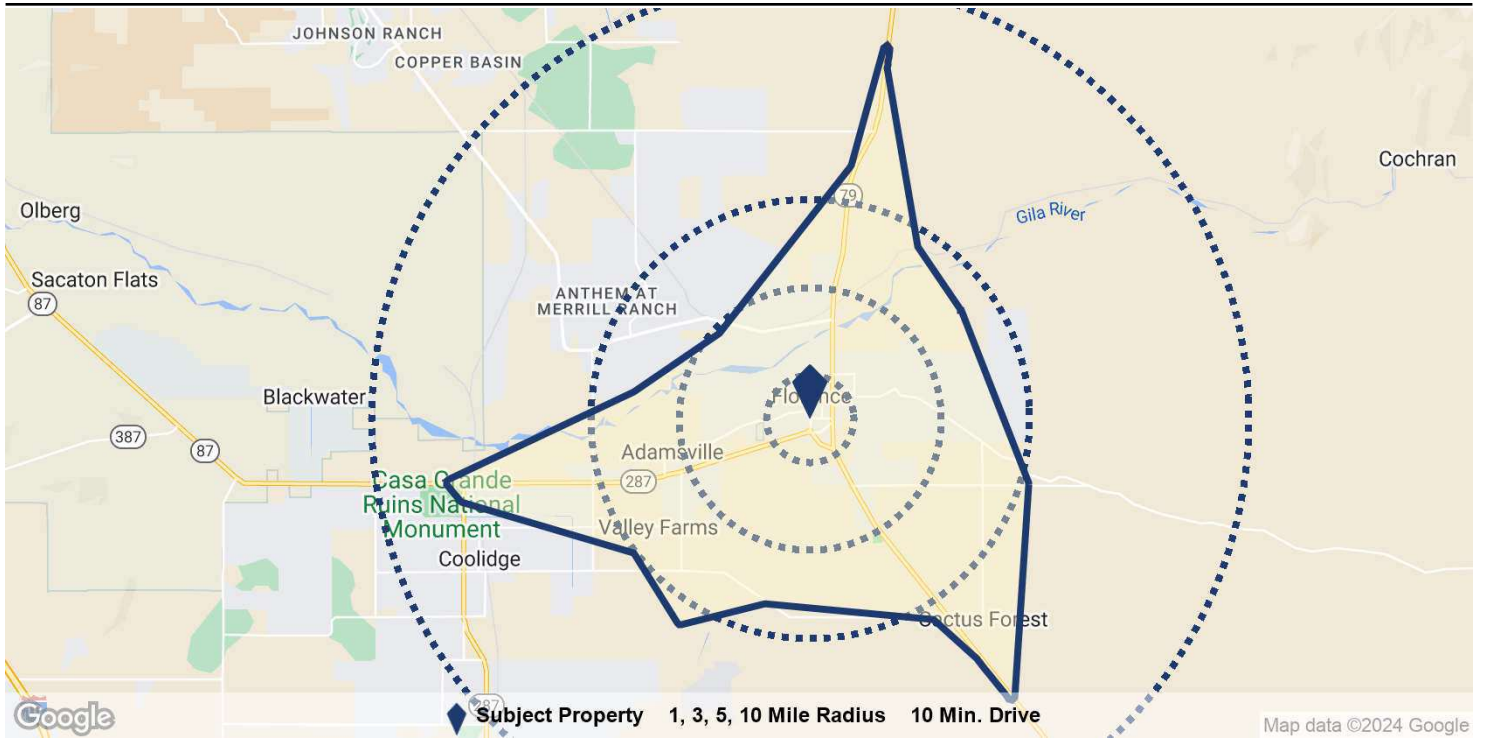 JOHNSON RANCH
COPPER BASIN
Cochran
79
Olberg
Gila River
Sacaton Flats
87
ANTHEM AT
MERRILL RANCH
Blackwater
Florence
387
87
Adamsville
287
Casa Grande
Ruins National
Monument
Valley Farms
Coolidge
Cactus Forest
287
Google
Subject Property 1, 3, 5, 10 Mile Radius 10 Min. Drive
Map data ©2024 Google